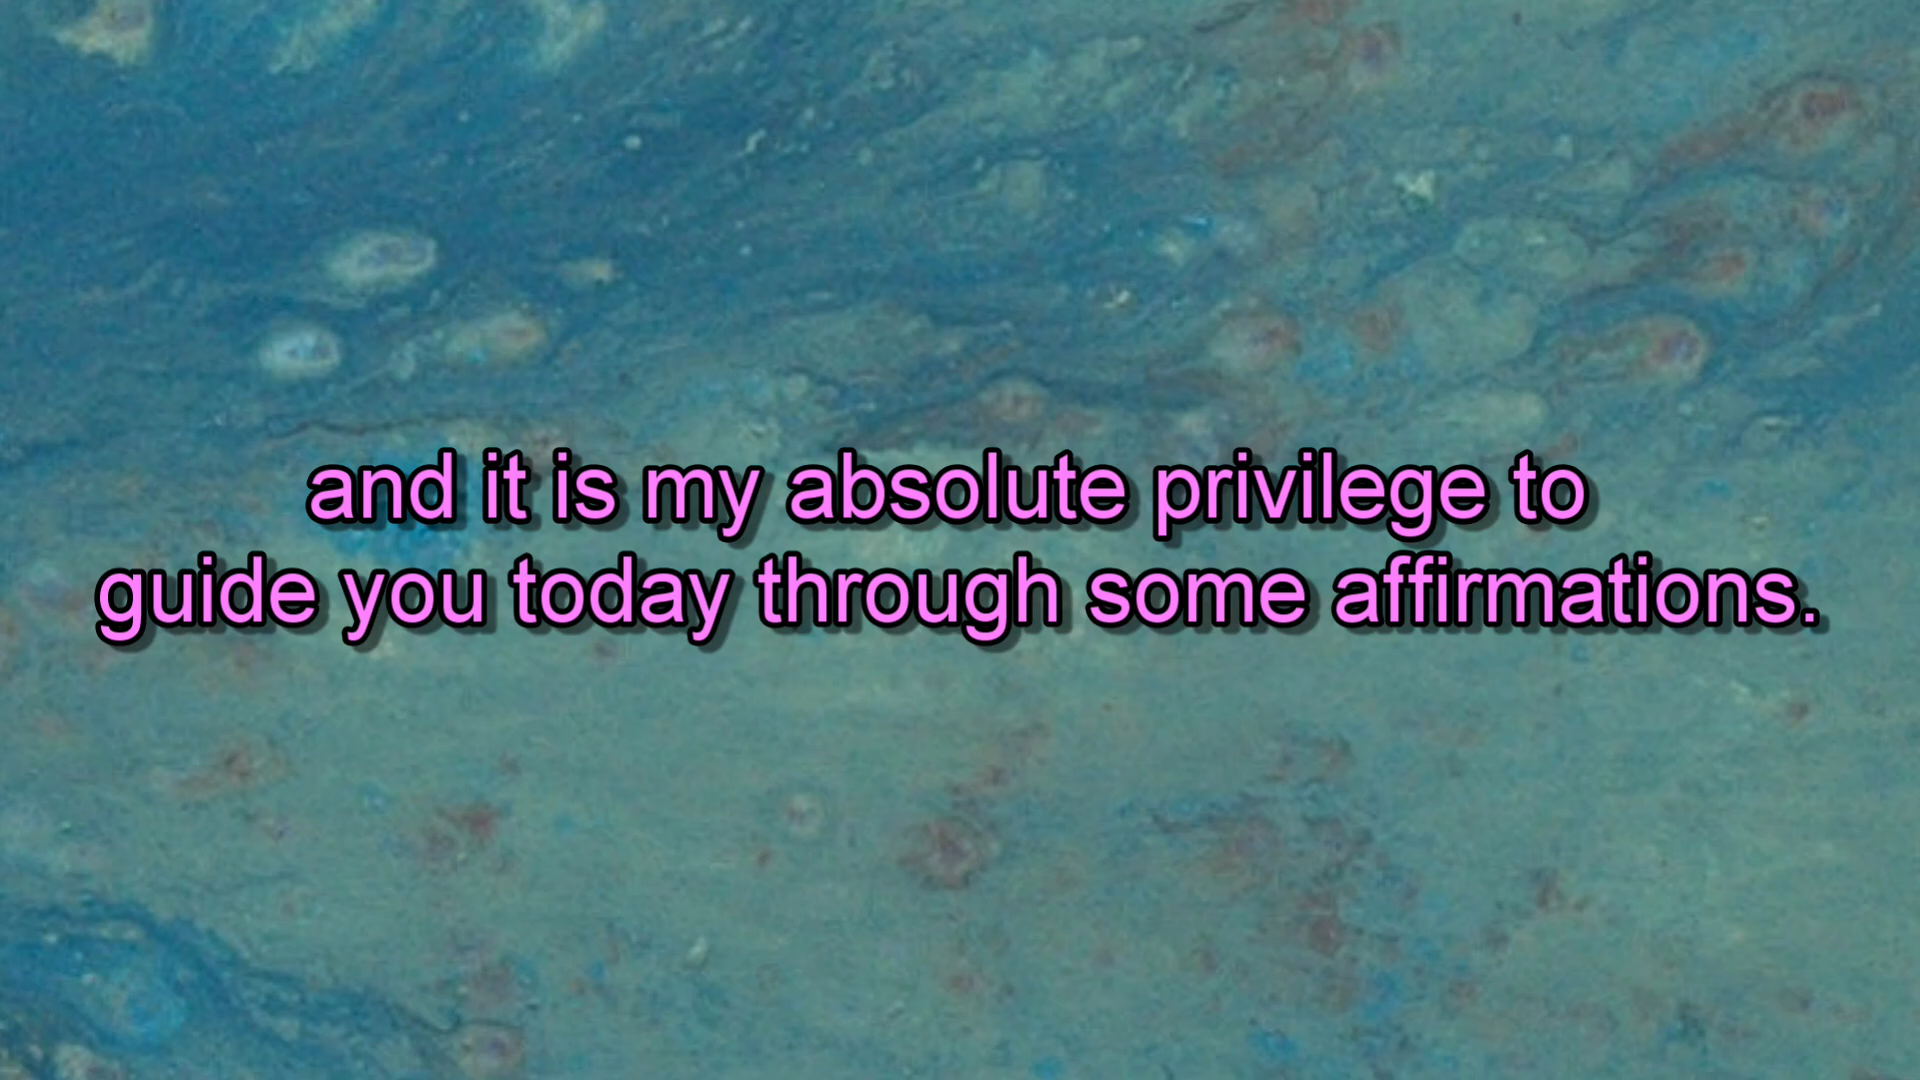 and it is my absolute privilege to
guide you today through some affirmations.